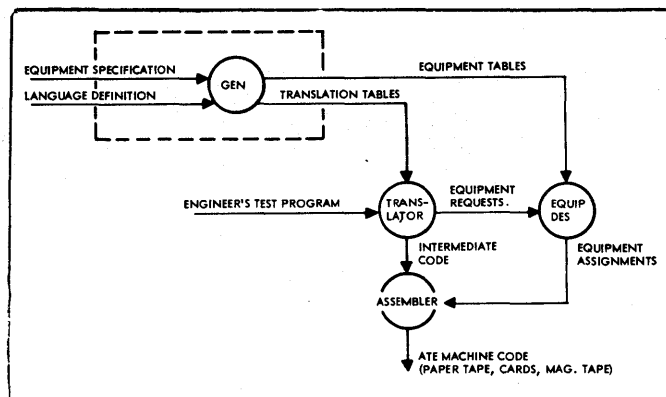 EQUIPMENT SPECIFICATION
LANGUAGE DEFINITION
GEN
EQUIPMENT TABLES
TRANSLATION TABLES
ENGINEER'S TEST PROGRAM
TRANS-
LATOR
EQUIPMENT
REQUESTS.
EQUIP
DES
INTERMEDIATE
CODE
EQUIPMENT
ASSIGNMENTS
ASSEMBLER
ATE MACHINE CODE
(PAPER TAPE, CARDS, MAG. TAPE)